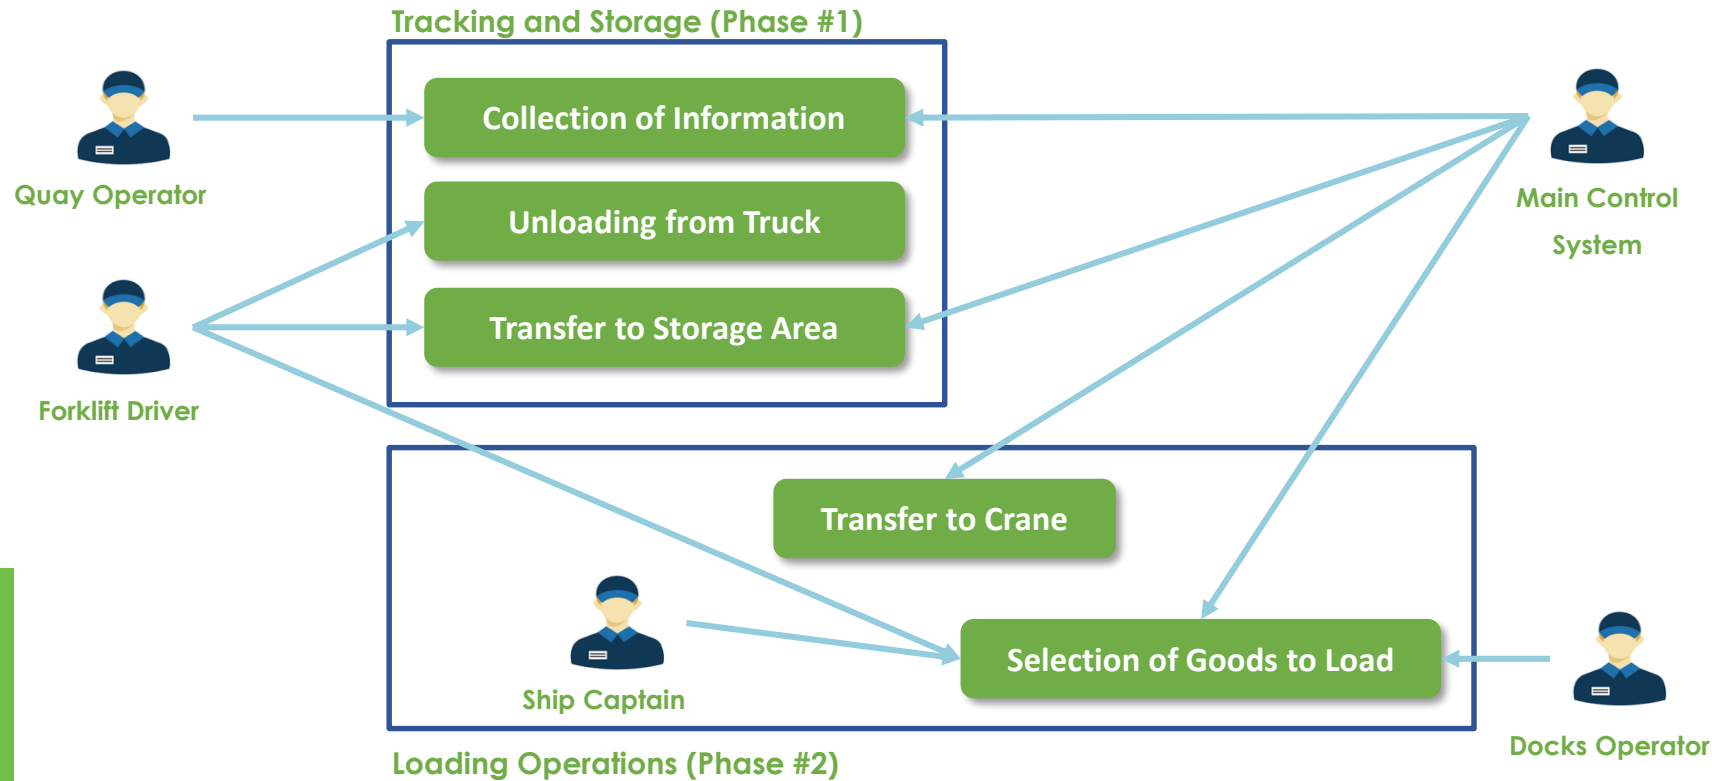 Tracking and Storage (Phase #1)
Collection of Information
Quay Operator
Main Control
System
Unloading from Truck
Transfer to Storage Area
Forklift Driver
Transfer to Crane
Selection of Goods to Load
Ship Captain
Docks Operator
Loading Operations (Phase #2)